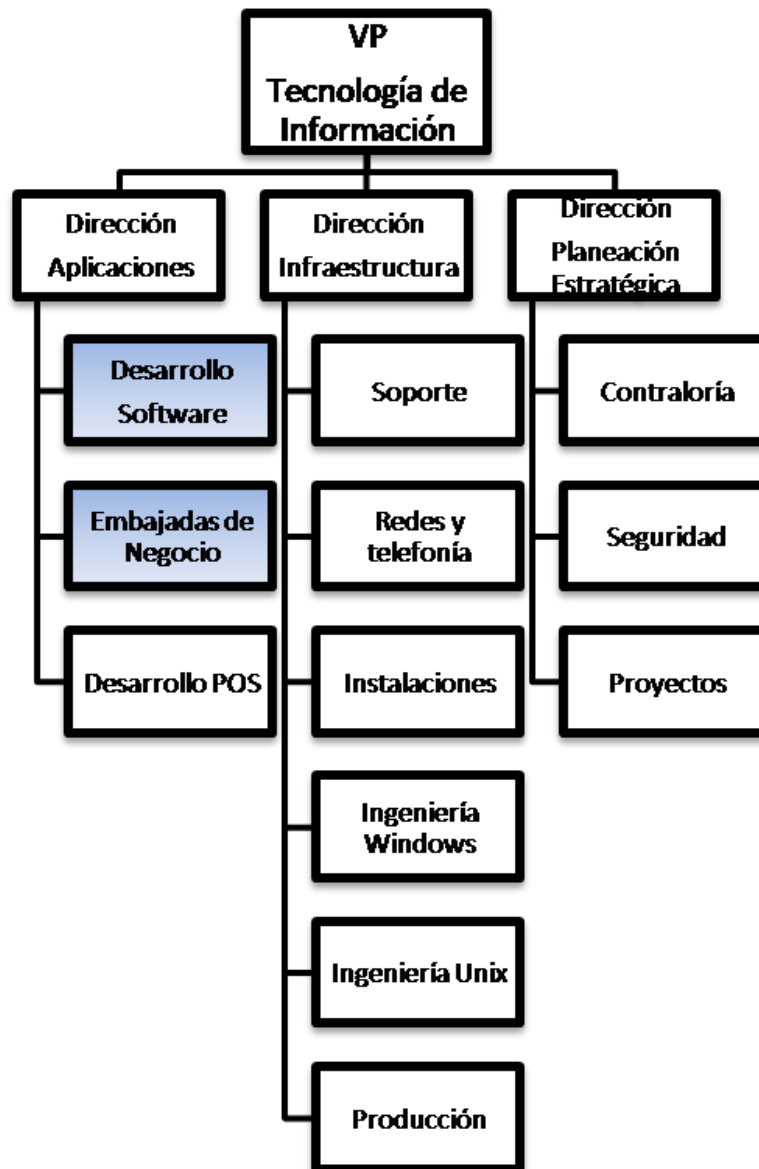 VP
Tecnología de
Información
Dirección
Aplicaciones
Dirección
Infraestructura
Dirección
Planeación
Estratégica
Desarrollo
Software
Soporte
Contraloría
Embajadas de
Negocio
Redes y
telefonía
Seguridad
Desarrollo POS
Instalaciones
Proyectos
Ingeniería
Windows
Ingeniería Unix
Producción